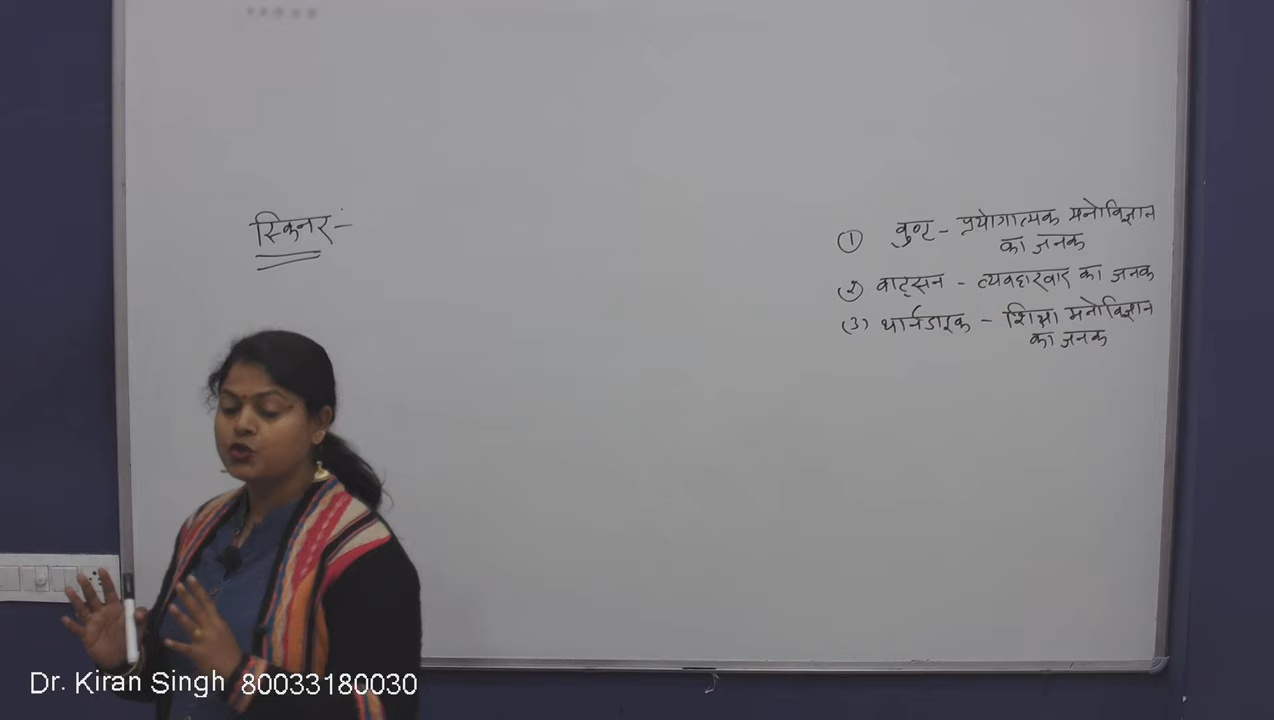 स्किनर:-
① वुण्ट - प्रयोगात्मक मनोविज्ञान
का जनक
② वाट्सन - व्यवहारवाद का जनक
(3) थार्नडाइक - शिक्षा मनोविज्ञान
का जनक
Dr. Kiran Singh 80033180030